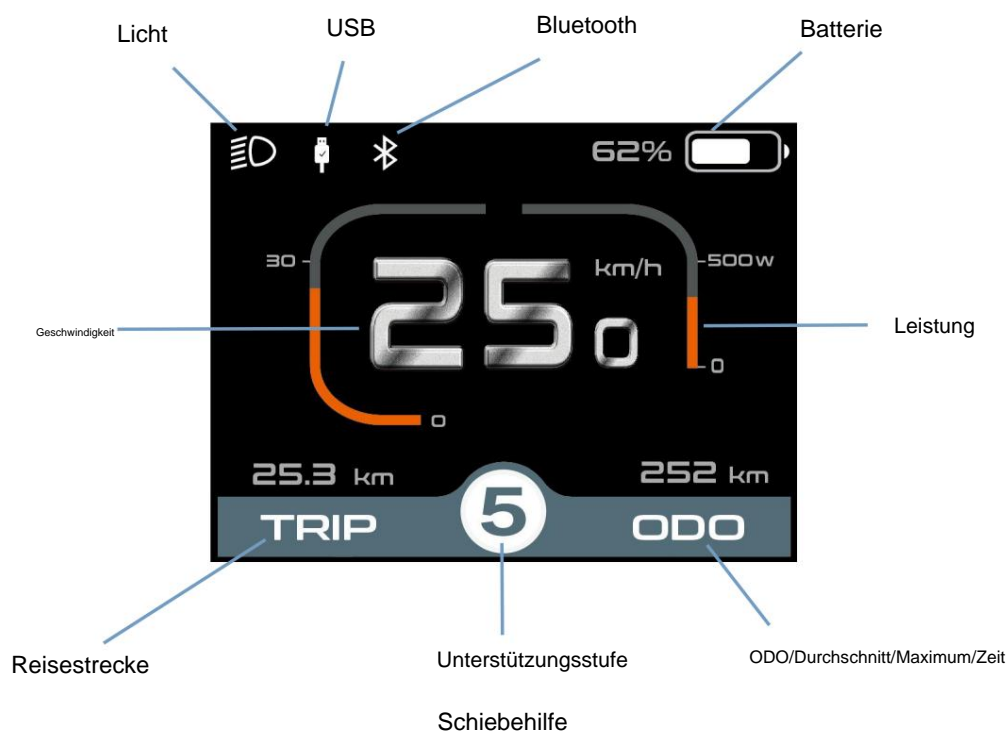 Licht
USB
Bluetooth
Batterie
62%
30
km/h
500W
25.0
Geschwindigkeit
Leistung
0
0
25.3 km
252 km
TRIP
5
ODO
Reisestrecke
Unterstützungsstufe
ODO/Durchschnitt/Maximum/Zeit
Schiebehilfe